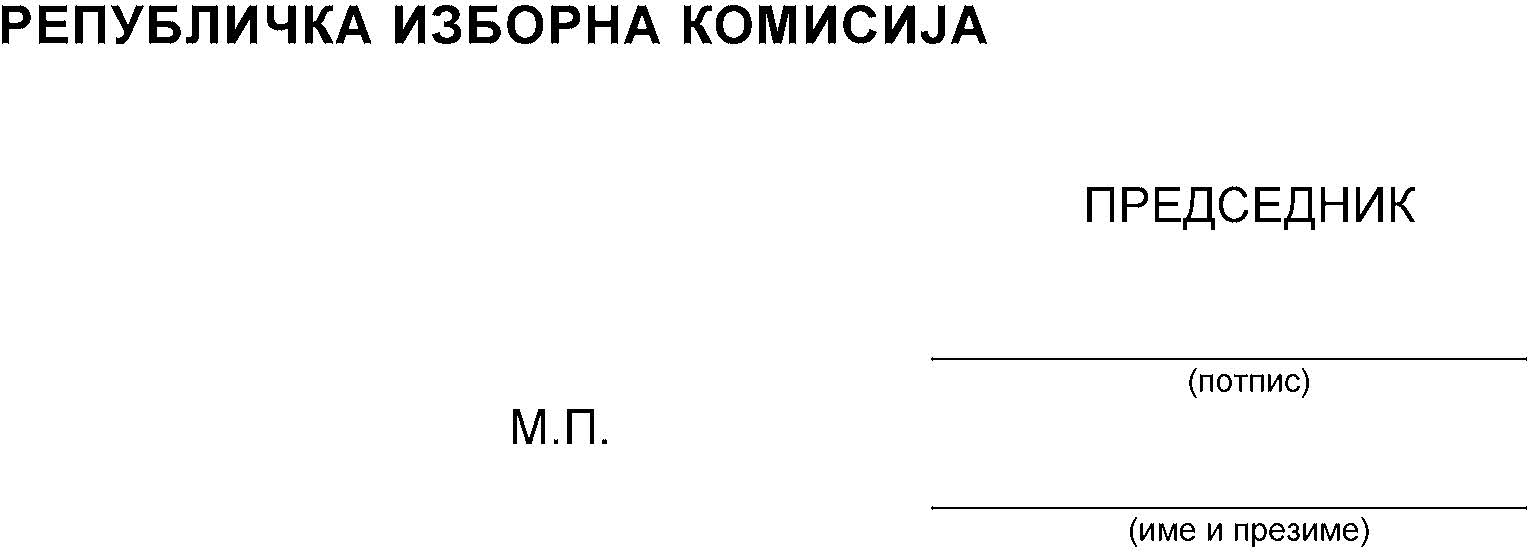 РЕПУБЛИЧКА ИЗБОРНА КОМИСИЈА
ПРЕДСЕДНИК
(потпис)
М.П.
(име и презиме)